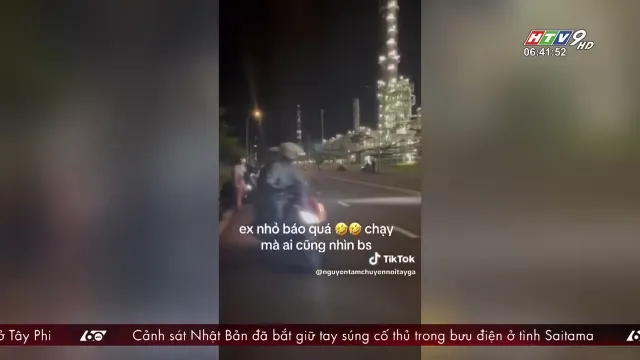 HTV9 HD
06:41:52
ex nhỏ báo quá 🤣🤣 chạy
mà ai cũng nhìn bs
TikTok
@nguyentamchuyennoitayga
ở Tây Phi 60 Cảnh sát Nhật Bản đã bắt giữ tay súng cố thủ trong bưu điện ở tỉnh Saitama